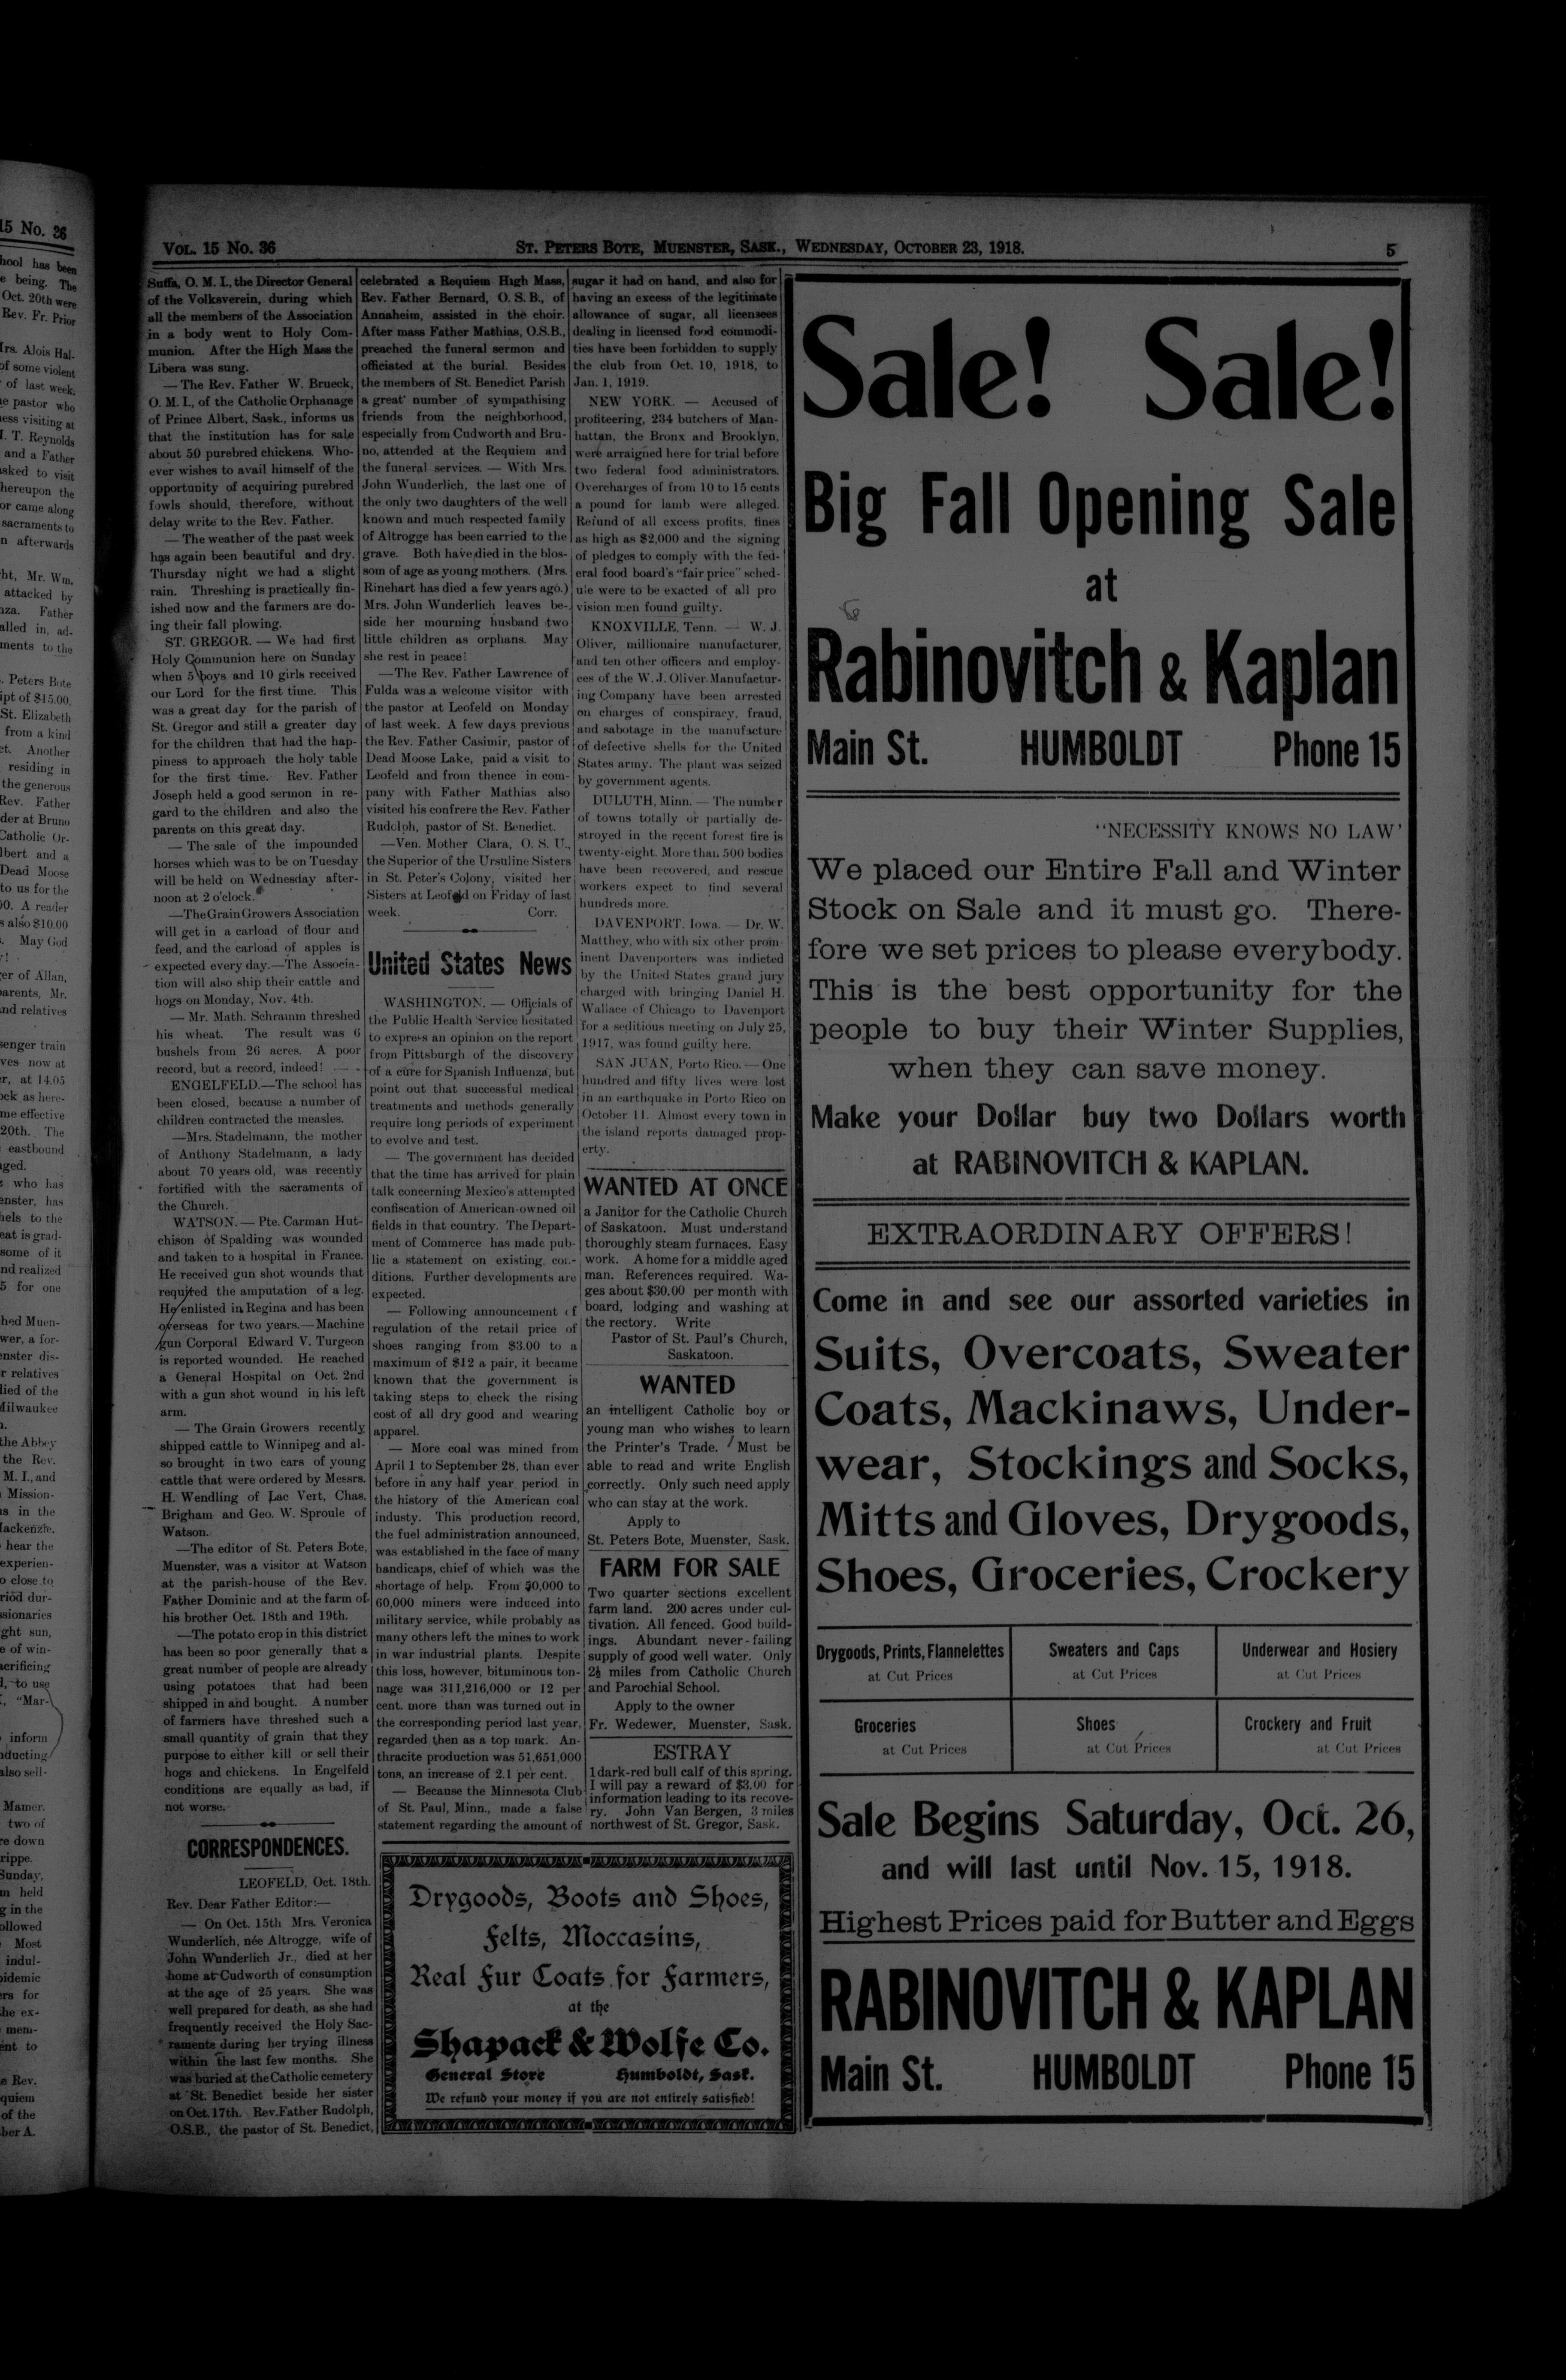 VOL. 15 No. 36
ST. PETERS BOTE, MUENSTER, SASK., WEDNESDAY, OCTOBER 23, 1918.
5
Suffa, O. M. I., the Director General
of the Volksverein, during which
all the members of the Association
in a body went to Holy Com-
munion. After the High Mass the
Libera was sung.
— The Rev. Father W. Brueck,
O. M. I., of the Catholic Orphanage
of Prince Albert, Sask., informs us
that the institution has for sale
about 50 purebred chickens. Who-
ever wishes to avail himself of the
opportunity of acquiring purebred
fowls should, therefore, without
delay write to the Rev. Father.
— The weather of the past week
has again been beautiful and dry.
Thursday night we had a slight
rain. Threshing is practically fin-
ished now and the farmers are do-
ing their fall plowing.
ST. GREGOR. — We had first
Holy Communion here on Sunday
when 5 boys and 10 girls received
our Lord for the first time. This
was a great day for the parish of
St. Gregor and still a greater day
for the children that had the hap-
piness to approach the holy table
for the first time. Rev. Father
Joseph held a good sermon in re-
gard to the children and also the
parents on this great day.
— The sale of the impounded
horses which was to be on Tuesday
will be held on Wednesday after-
noon at 2 o'clock.
—The Grain Growers Association
will get in a carload of flour and
feed, and the carload of apples is
expected every day.—The Associa-
tion will also ship their cattle and
hogs on Monday, Nov. 4th.
— Mr. Math. Schramm threshed
his wheat. The result was 6
bushels from 26 acres. A poor
record, but a record, indeed!
ENGELFELD.—The school has
been closed, because a number of
children contracted the measles.
—Mrs. Stadelmann, the mother
of Anthony Stadelmann, a lady
about 70 years old, was recently
fortified with the sacraments of
the Church.
WATSON. — Pte. Carman Hut-
chison of Spalding was wounded
and taken to a hospital in France.
He received gun shot wounds that
required the amputation of a leg.
He enlisted in Regina and has been
overseas for two years.—Machine
gun Corporal Edward V. Turgeon
is reported wounded. He reached
a General Hospital on Oct. 2nd
with a gun shot wound in his left
arm.
— The Grain Growers recently
shipped cattle to Winnipeg and al-
so brought in two cars of young
cattle that were ordered by Messrs.
H. Wendling of Lac Vert, Chas.
Brigham and Geo. W. Sproule of
Watson.
—The editor of St. Peters Bote,
Muenster, was a visitor at Watson
at the parish-house of the Rev.
Father Dominic and at the farm of
his brother Oct. 18th and 19th.
—The potato crop in this district
has been so poor generally that a
great number of people are already
using potatoes that had been
shipped in and bought. A number
of farmers have threshed such a
small quantity of grain that they
purpose to either kill or sell their
hogs and chickens. In Engelfeld
conditions are equally as bad, if
not worse.
CORRESPONDENCES.
LEOFELD, Oct. 18th.
Rev. Dear Father Editor:—
— On Oct. 15th Mrs. Veronica
Wunderlich, née Altrogge, wife of
John Wunderlich Jr., died at her
home at Cudworth of consumption
at the age of 25 years. She was
well prepared for death, as she had
frequently received the Holy Sac-
raments during her trying illness
within the last few months. She
was buried at the Catholic cemetery
at St. Benedict beside her sister
on Oct. 17th. Rev. Father Rudolph,
O.S.B., the pastor of St. Benedict,
celebrated a Requiem High Mass,
Rev. Father Bernard, O. S. B., of
Annaheim, assisted in the choir.
After mass Father Mathias, O.S.B.,
preached the funeral sermon and
officiated at the burial. Besides
the members of St. Benedict Parish
a great number of sympathising
friends from the neighborhood,
especially from Cudworth and Bru-
no, attended at the Requiem and
the funeral services. — With Mrs.
John Wunderlich, the last one of
the only two daughters of the well
known and much respected family
of Altrogge has been carried to the
grave. Both have died in the blos-
som of age as young mothers. (Mrs.
Rinehart has died a few years ago.)
Mrs. John Wunderlich leaves be-
side her mourning husband two
little children as orphans. May
she rest in peace!
—The Rev. Father Lawrence of
Fulda was a welcome visitor with
the pastor at Leofeld on Monday
of last week. A few days previous
the Rev. Father Casimir, pastor of
Dead Moose Lake, paid a visit to
Leofeld and from thence in com-
pany with Father Mathias also
visited his confrere the Rev. Father
Rudolph, pastor of St. Benedict.
—Ven. Mother Clara, O. S. U.,
the Superior of the Ursuline Sisters
in St. Peter's Colony, visited her
Sisters at Leofeld on Friday of last
week. Corr.
United States News
WASHINGTON. — Officials of
the Public Health Service hesitated
to express an opinion on the report
from Pittsburgh of the discovery
of a cure for Spanish Influenza, but
point out that successful medical
treatments and methods generally
require long periods of experiment
to evolve and test.
— The government has decided
that the time has arrived for plain
talk concerning Mexico's attempted
confiscation of American-owned oil
fields in that country. The Depart-
ment of Commerce has made pub-
lic a statement on existing con-
ditions. Further developments are
expected.
— Following announcement of
regulation of the retail price of
shoes ranging from $3.00 to a
maximum of $12 a pair, it became
known that the government is
taking steps to check the rising
cost of all dry good and wearing
apparel.
— More coal was mined from
April 1 to September 28, than ever
before in any half year period in
the history of the American coal
industy. This production record,
the fuel administration announced,
was established in the face of many
handicaps, chief of which was the
shortage of help. From 50,000 to
60,000 miners were induced into
military service, while probably as
many others left the mines to work
in war industrial plants. Despite
this loss, however, bituminous ton-
nage was 311,216,000 or 12 per
cent. more than was turned out in
the corresponding period last year,
regarded then as a top mark. An-
thracite production was 51,651,000
tons, an increase of 2.1 per cent.
— Because the Minnesota Club
of St. Paul, Minn., made a false
statement regarding the amount of
sugar it had on hand, and also for
having an excess of the legitimate
allowance of sugar, all licensees
dealing in licensed food commodi-
ties have been forbidden to supply
the club from Oct. 10, 1918, to
Jan. 1, 1919.
NEW YORK. — Accused of
profiteering, 234 butchers of Man-
hattan, the Bronx and Brooklyn,
were arraigned here for trial before
two federal food administrators.
Overcharges of from 10 to 15 cents
a pound for lamb were alleged.
Refund of all excess profits, fines
as high as $2,000 and the signing
of pledges to comply with the fed-
eral food board's "fair price" sched-
ule were to be exacted of all pro
vision men found guilty.
KNOXVILLE, Tenn. — W. J.
Oliver, millionaire manufacturer,
and ten other officers and employ-
ees of the W. J. Oliver Manufactur-
ing Company have been arrested
on charges of conspiracy, fraud,
and sabotage in the manufacture
of defective shells for the United
States army. The plant was seized
by government agents.
DULUTH, Minn. — The number
of towns totally or partially de-
stroyed in the recent forest fire is
twenty-eight. More than 500 bodies
have been recovered, and rescue
workers expect to find several
hundreds more.
DAVENPORT, Iowa. — Dr. W.
Matthey, who with six other prom-
inent Davenporters was indicted
by the United States grand jury
charged with bringing Daniel H.
Wallace of Chicago to Davenport
for a seditious meeting on July 25,
1917, was found guilty here.
SAN JUAN, Porto Rico. — One
hundred and fifty lives were lost
in an earthquake in Porto Rico on
October 11. Almost every town in
the island reports damaged prop-
erty.
WANTED AT ONCE
a Janitor for the Catholic Church
of Saskatoon. Must understand
thoroughly steam furnaces. Easy
work. A home for a middle aged
man. References required. Wa-
ges about $30.00 per month with
board, lodging and washing at
the rectory. Write
Pastor of St. Paul's Church,
Saskatoon.
WANTED
an intelligent Catholic boy or
young man who wishes to learn
the Printer's Trade. Must be
able to read and write English
correctly. Only such need apply
who can stay at the work.
Apply to
St. Peters Bote, Muenster, Sask.
FARM FOR SALE
Two quarter sections excellent
farm land. 200 acres under cul-
tivation. All fenced. Good build-
ings. Abundant never-failing
supply of good well water. Only
2½ miles from Catholic Church
and Parochial School.
Apply to the owner
Fr. Wedewer, Muenster, Sask.
ESTRAY
1 dark-red bull calf of this spring.
I will pay a reward of $3.00 for
information leading to its recove-
ry. John Van Bergen, 3 miles
northwest of St. Gregor, Sask.
Drygoods, Boots and Shoes,
Felts, Moccasins,
Real Fur Coats for Farmers,
at the
Shapack & Wolfe Co.
General Store Humboldt, Sask.
We refund your money if you are not entirely satisfied!
Sale! Sale!
Big Fall Opening Sale
at
Rabinovitch & Kaplan
Main St. HUMBOLDT Phone 15
"NECESSITY KNOWS NO LAW'
We placed our Entire Fall and Winter
Stock on Sale and it must go. There-
fore we set prices to please everybody.
This is the best opportunity for the
people to buy their Winter Supplies,
when they can save money.
Make your Dollar buy two Dollars worth
at RABINOVITCH & KAPLAN.
EXTRAORDINARY OFFERS!
Come in and see our assorted varieties in
Suits, Overcoats, Sweater
Coats, Mackinaws, Under-
wear, Stockings and Socks,
Mitts and Gloves, Drygoods,
Shoes, Groceries, Crockery
Drygoods, Prints, Flannelettes
at Cut Prices
Sweaters and Caps
at Cut Prices
Underwear and Hosiery
at Cut Prices
Groceries
at Cut Prices
Shoes
at Cut Prices
Crockery and Fruit
at Cut Prices
Sale Begins Saturday, Oct. 26,
and will last until Nov. 15, 1918.
Highest Prices paid for Butter and Eggs
RABINOVITCH & KAPLAN
Main St. HUMBOLDT Phone 15